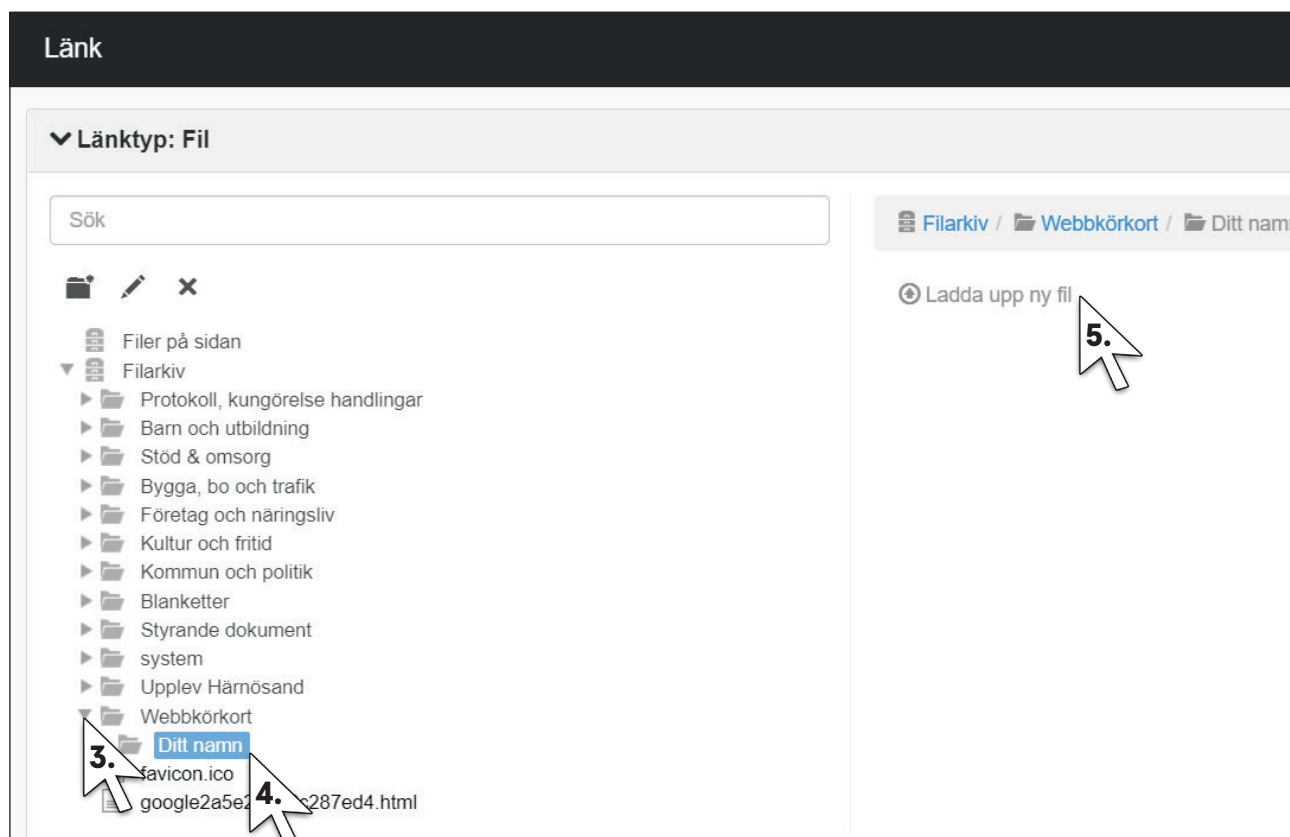 Länk
Länktyp: Fil
Sök
Filer på sidan
Filarkiv
Protokoll, kungörelse handlingar
Barn och utbildning
Stöd & omsorg
Bygga, bo och trafik
Företag och näringsliv
Kultur och fritid
Kommun och politik
Blanketter
Styrande dokument
system
Upplev Härnösand
Webbkörkort
3.
Ditt namn
favicon.ico
4.
Filarkiv / Webbkörkort / Ditt
Ladda upp ny fil
5.